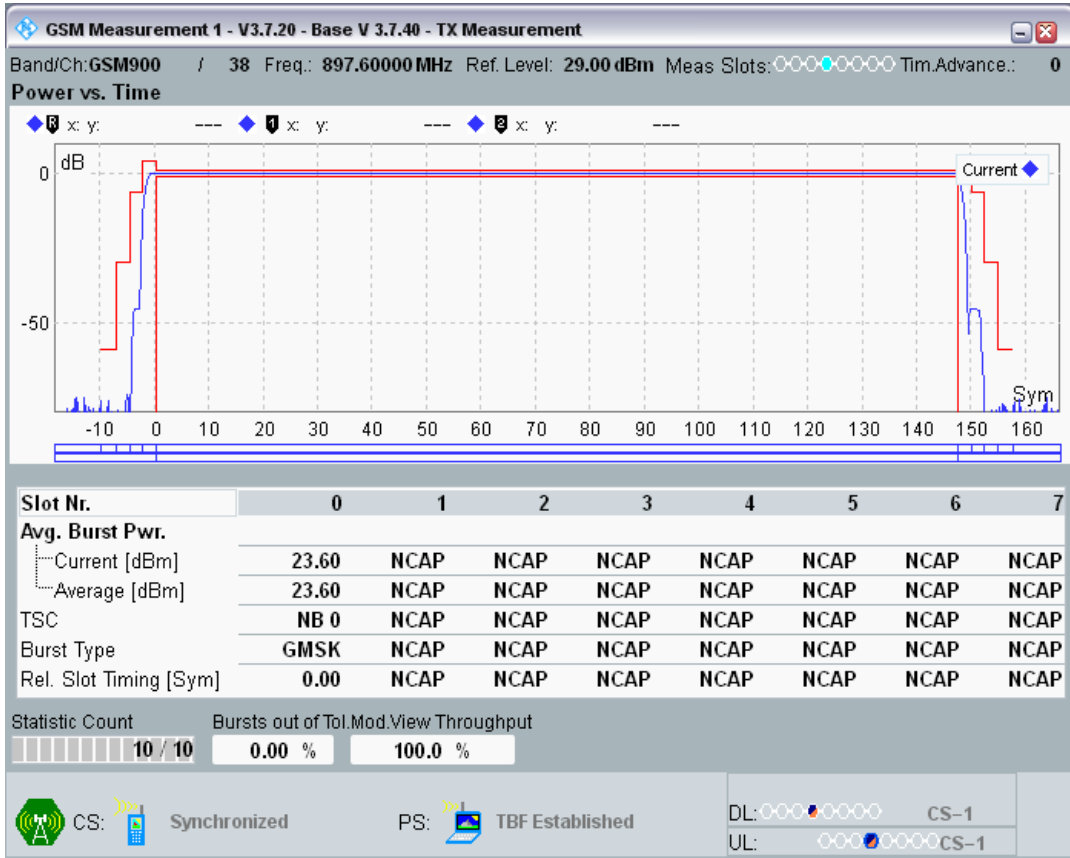 GSM Measurement 1 - V3.7.20 - Base V 3.7.40 - TX Measurement
Band/Ch:GSM900 / 38 Freq.: 897.60000 MHz Ref. Level: 29.00 dBm Meas Slots: Tim.Advance.: 0
Power vs. Time
R x: y: --- 1 x: y: --- 2 x: y: ---
dB
Current
0
-50
Sym
-10 0 10 20 30 40 50 60 70 80 90 100 110 120 130 140 150 160
Slot Nr. 0 1 2 3 4 5 6 7
Avg. Burst Pwr.
Current [dBm] 23.60 NCAP NCAP NCAP NCAP NCAP NCAP NCAP
Average [dBm] 23.60 NCAP NCAP NCAP NCAP NCAP NCAP NCAP
TSC NB 0 NCAP NCAP NCAP NCAP NCAP NCAP NCAP
Burst Type GMSK NCAP NCAP NCAP NCAP NCAP NCAP NCAP
Rel. Slot Timing [Sym] 0.00 NCAP NCAP NCAP NCAP NCAP NCAP NCAP
Statistic Count Bursts out of Tol.Mod.View Throughput
10 / 10 0.00 % 100.0 %
CS: Synchronized PS: TBF Established
DL: CS-1
UL: CS-1